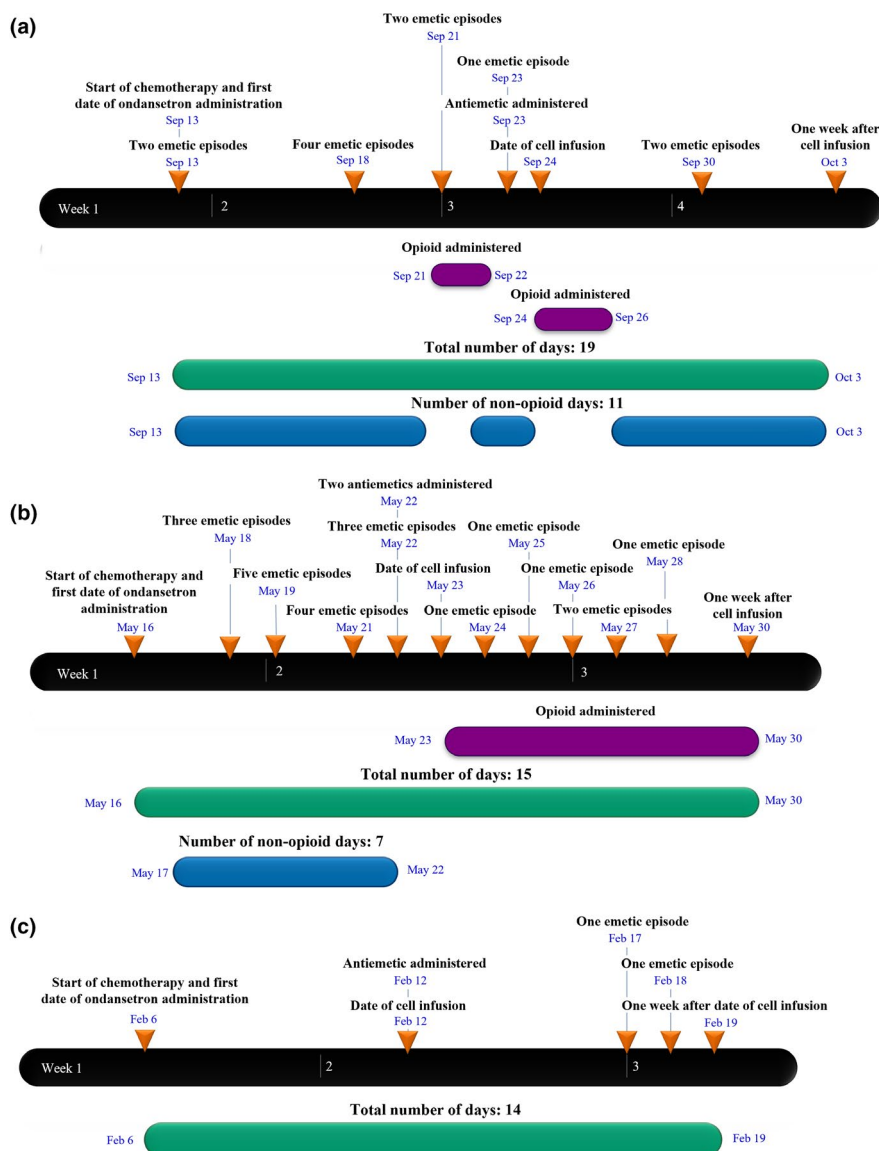 (a)
Two emetic episodes
Sep 21
One emetic episode
Sep 23
Start of chemotherapy and first
date of ondansetron administration
Sep 13
Antiemetic administered
Sep 23
Two emetic episodes
Sep 13
Four emetic episodes
Sep 18
Date of cell infusion
Sep 24
Two emetic episodes
Sep 30
One week after
cell infusion
Oct 3
Week 1 2 3 4
Opioid administered
Sep 21 Sep 22
Opioid administered
Sep 24 Sep 26
Total number of days: 19
Sep 13 Oct 3
Number of non-opioid days: 11
Sep 13 Oct 3
(b)
Two antiemetics administered
May 22
Three emetic episodes
May 18
Three emetic episodes
May 22
One emetic episode
May 25
One emetic episode
May 28
Start of chemotherapy and
first date of ondansetron
administration
May 16
Five emetic episodes
May 19
Date of cell infusion
May 23
One emetic episode
May 26
Four emetic episodes
May 21
One emetic episode
May 24
Two emetic episodes
May 27
One week after
cell infusion
May 30
Week 1 2 3
Opioid administered
May 23 May 30
Total number of days: 15
May 16 May 30
Number of non-opioid days: 7
May 17 May 22
(c)
One emetic episode
Feb 17
Start of chemotherapy and first
date of ondansetron administration
Feb 6
Antiemetic administered
Feb 12
Date of cell infusion
Feb 12
One emetic episode
Feb 18
One week after date of cell infusion
Feb 19
Week 1 2 3
Total number of days: 14
Feb 6 Feb 19